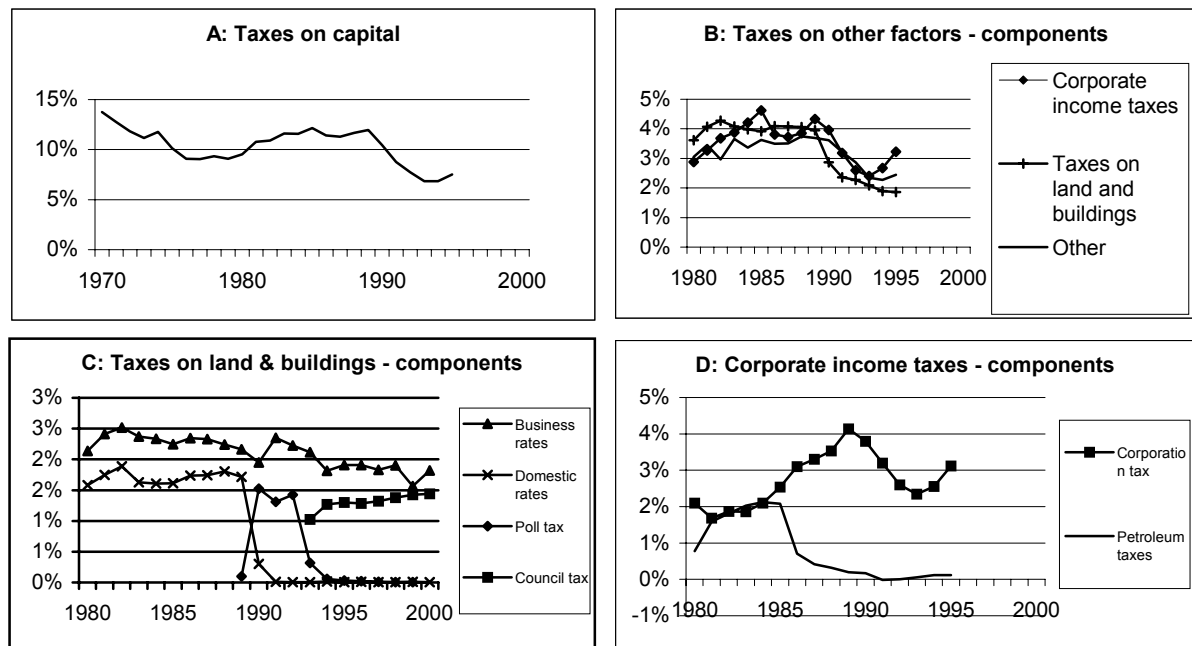 A: Taxes on capital
15%
10%
5%
0%
1970 1980 1990 2000
B: Taxes on other factors - components
5%
4%
3%
2%
1%
0%
1980 1985 1990 1995 2000
Corporate
income taxes
Taxes on
land and
buildings
Other
C: Taxes on land & buildings - components
3%
3%
2%
2%
1%
1%
0%
1980 1985 1990 1995 2000
Business
rates
Domestic
rates
Poll tax
Council tax
D: Corporate income taxes - components
5%
4%
3%
2%
1%
0%
-1%
1980 1985 1990 1995 2000
Corporatio
n tax
Petroleum
taxes